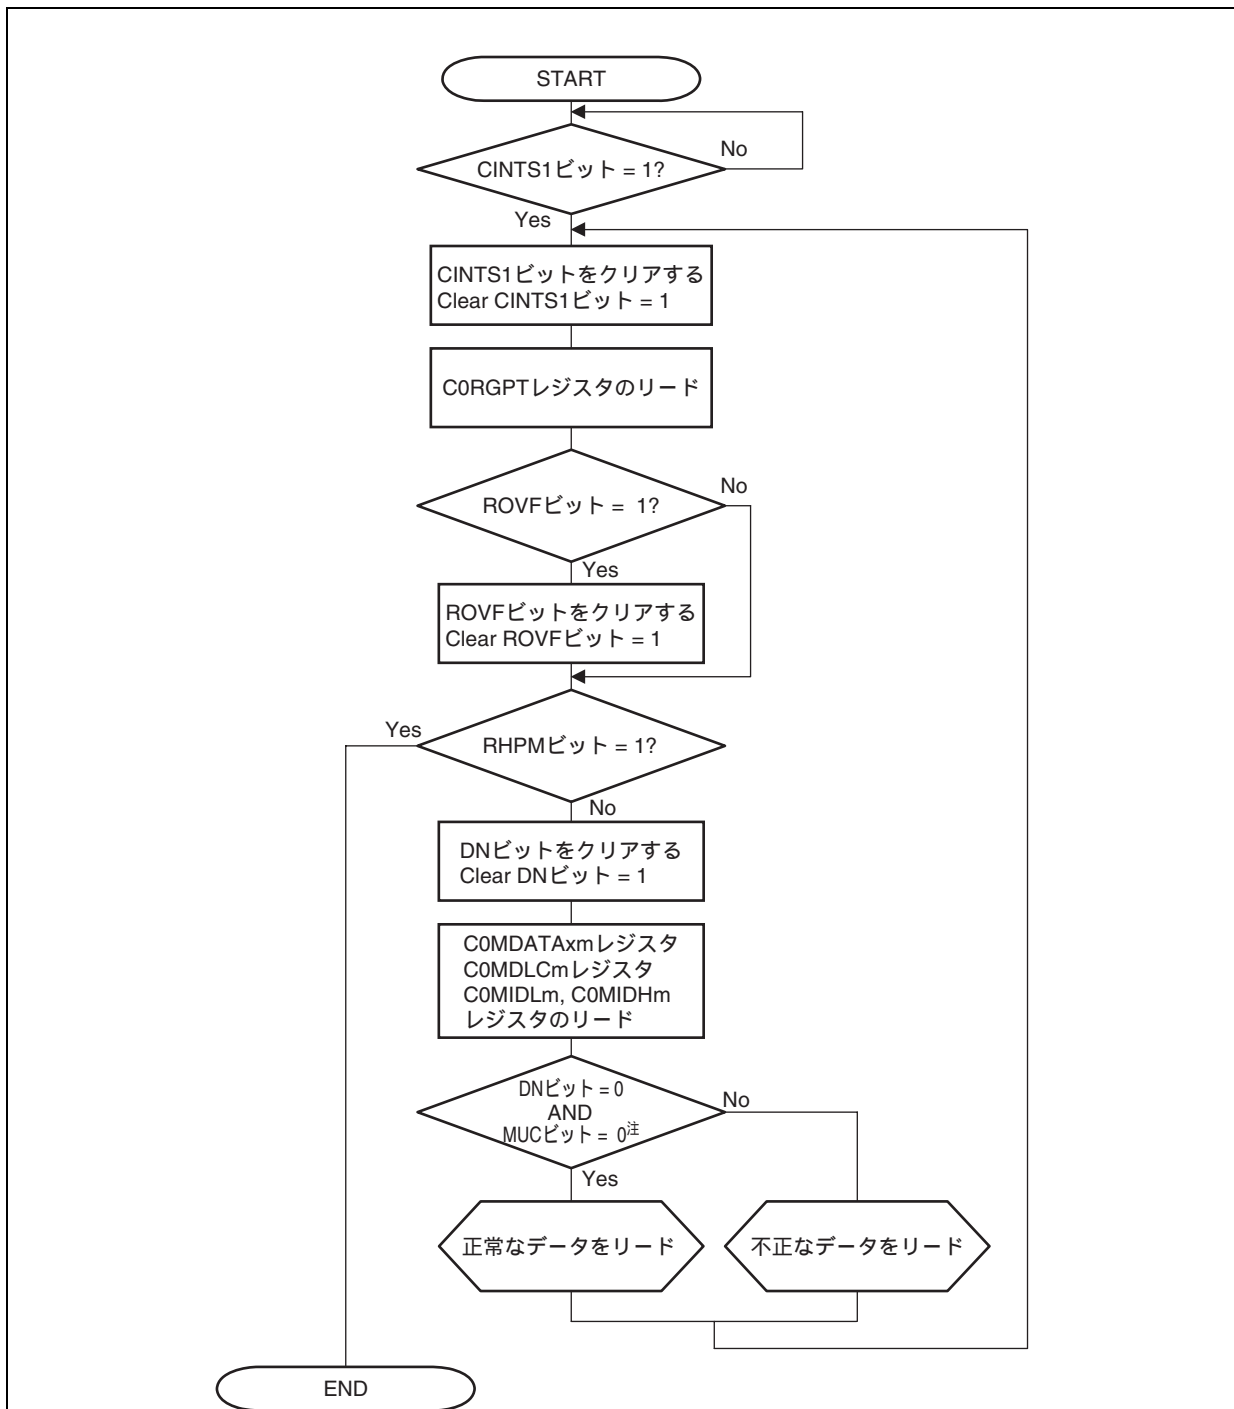 START
CINTS1ビット = 1?
No
Yes
CINTS1ビットをクリアする
Clear CINTS1ビット = 1
C0RGPTレジスタのリード
ROVFビット = 1?
No
Yes
ROVFビットをクリアする
Clear ROVFビット = 1
RHPMビット = 1?
Yes
No
DNビットをクリアする
Clear DNビット = 1
C0MDATAxmレジスタ
C0MDLCmレジスタ
C0MIDLm, C0MIDHm
レジスタのリード
DNビット = 0
AND
MUCビット = 0注
No
Yes
正常なデータをリード
不正なデータをリード
END